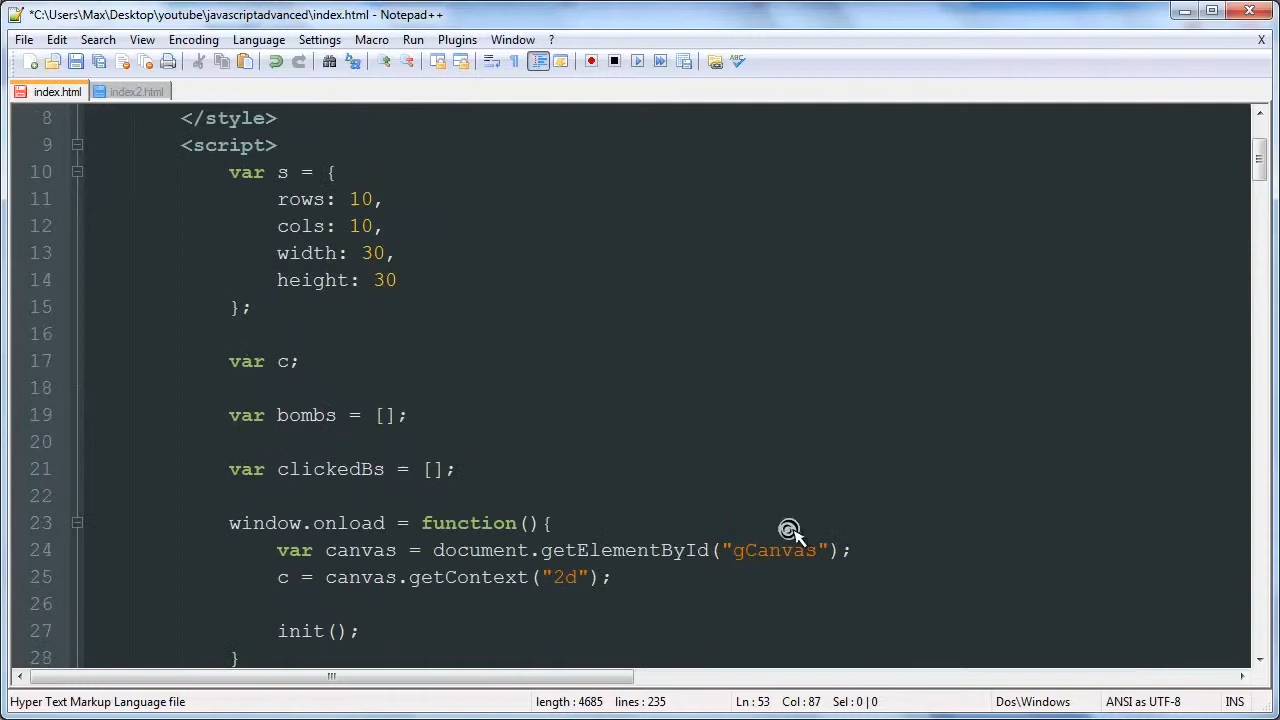 *C:\Users\Max\Desktop\youtube\javascriptadvanced\index.html - Notepad++
File Edit Search View Encoding Language Settings Macro Run Plugins Window ? X
index.html index2.html
8 </style>
9 <script>
10 var s = {
11 rows: 10,
12 cols: 10,
13 width: 30,
14 height: 30
15 };
16
17 var c;
18
19 var bombs = [];
20
21 var clickedBs = [];
22
23 window.onload = function(){
24 var canvas = document.getElementById("gCanvas");
25 c = canvas.getContext("2d");
26
27 init();
28 }
Hyper Text Markup Language file length : 4685 lines : 235 Ln : 53 Col : 87 Sel : 0 | 0 Dos\Windows ANSI as UTF-8 INS